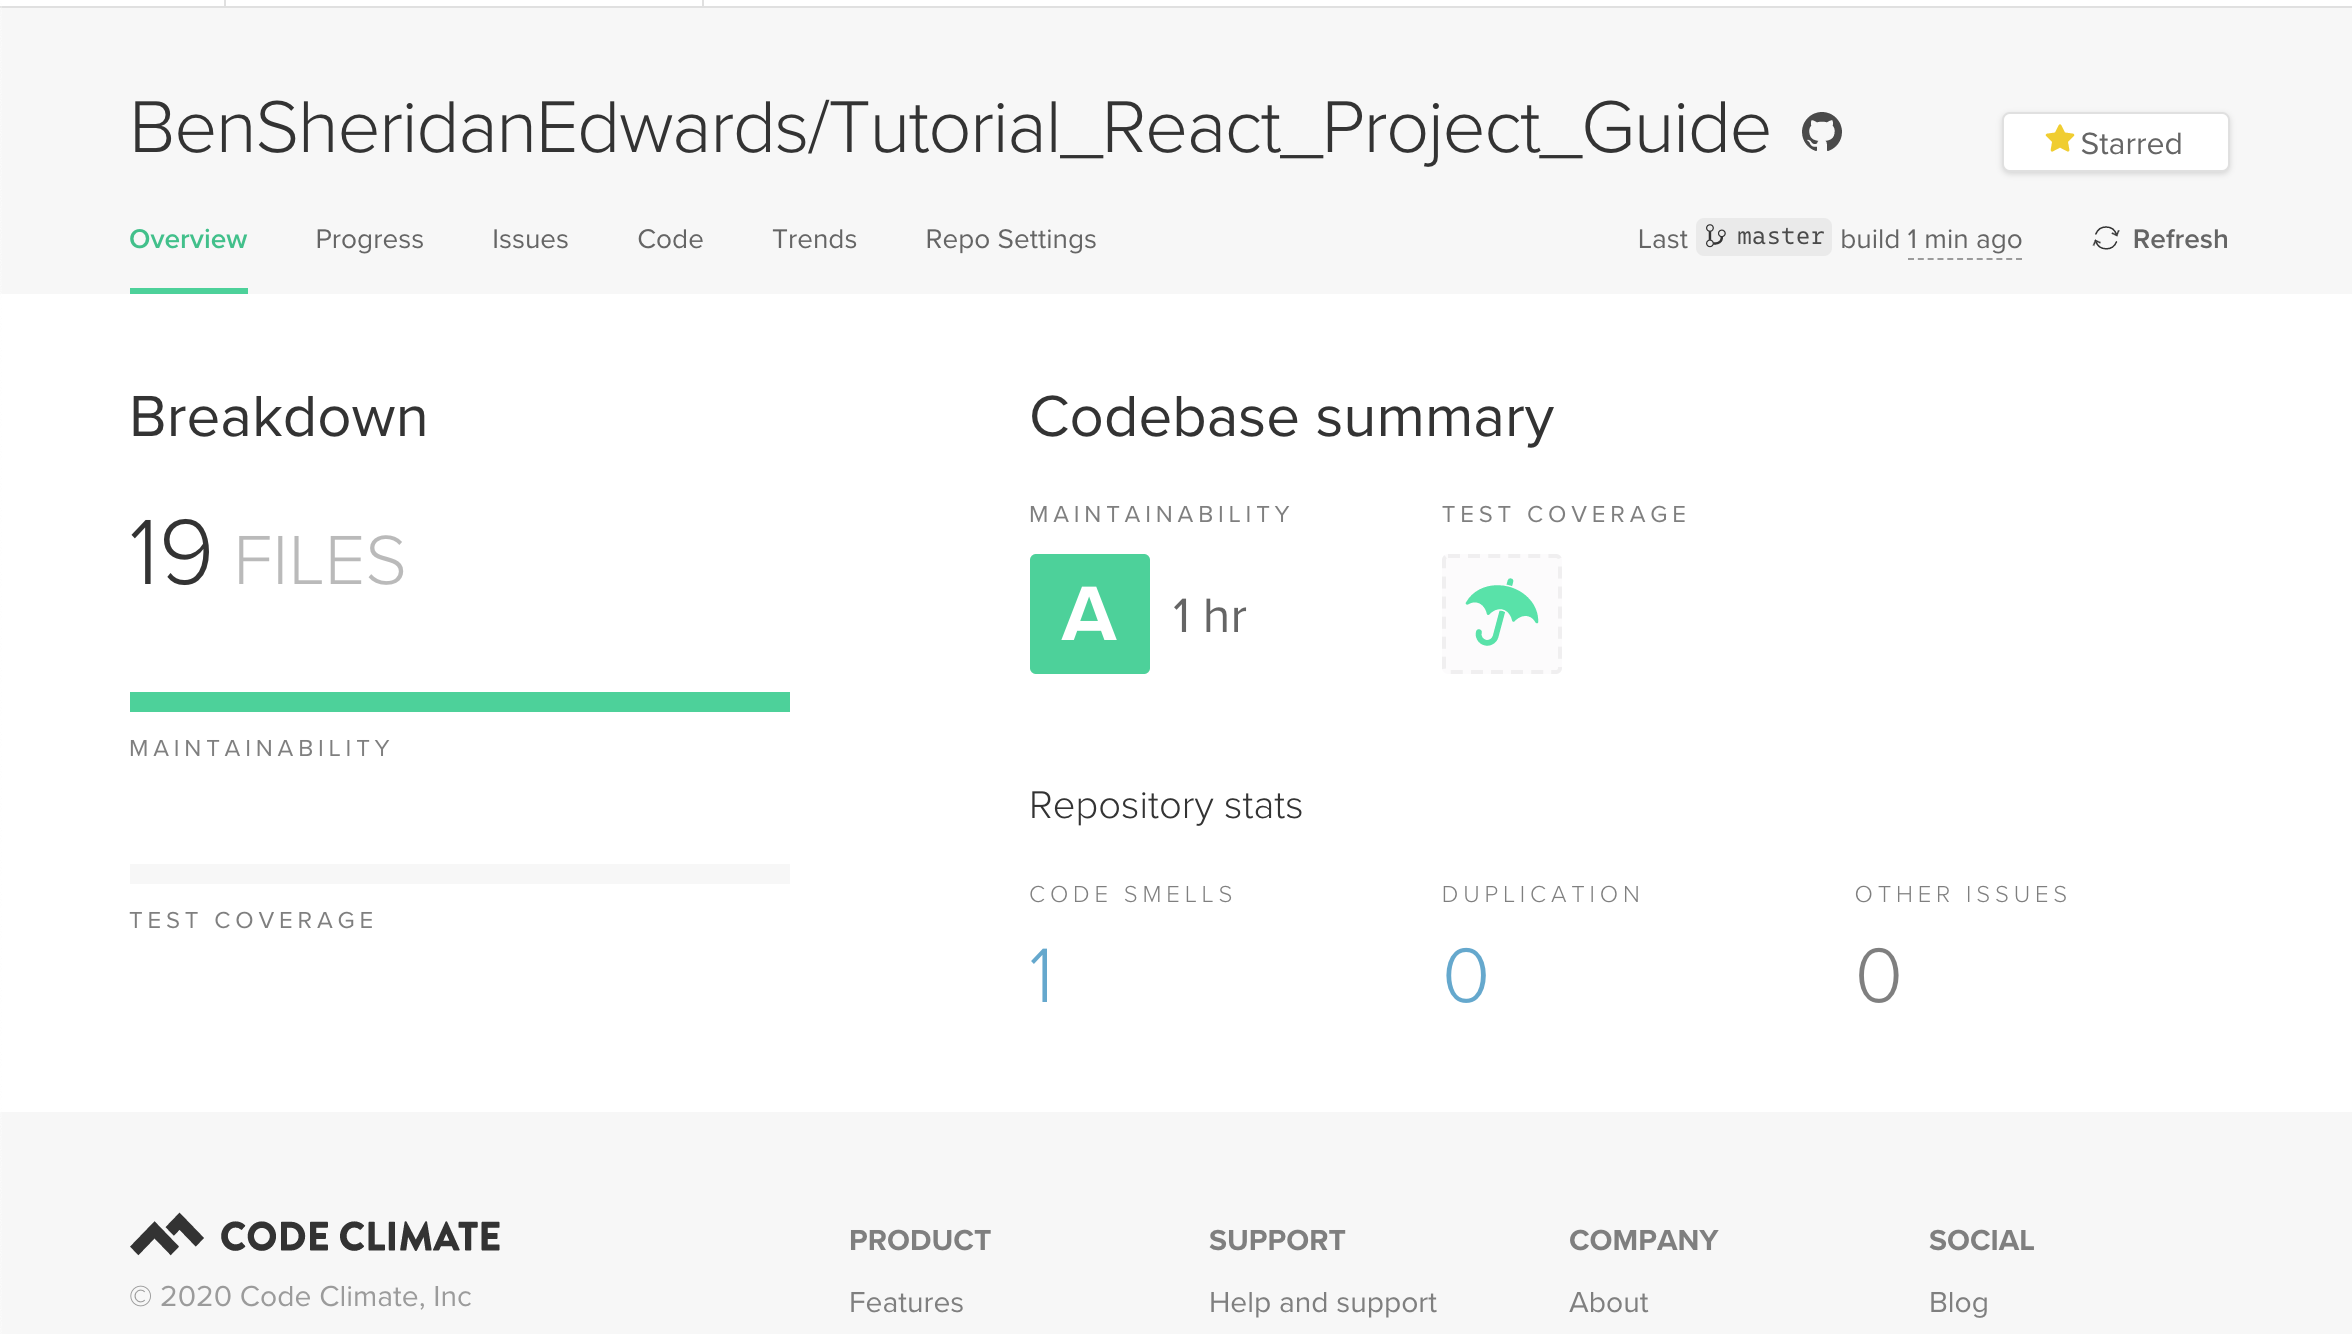 BenSheridanEdwards/Tutorial_React_Project_Guide
Starred
Overview Progress Issues Code Trends Repo Settings Last master build 1 min ago Refresh
Breakdown
19 FILES
MAINTAINABILITY
TEST COVERAGE
Codebase summary
MAINTAINABILITY TEST COVERAGE
A 1 hr
Repository stats
CODE SMELLS DUPLICATION OTHER ISSUES
1 0 0
CODE CLIMATE
© 2020 Code Climate, Inc
PRODUCT SUPPORT COMPANY SOCIAL
Features Help and support About Blog